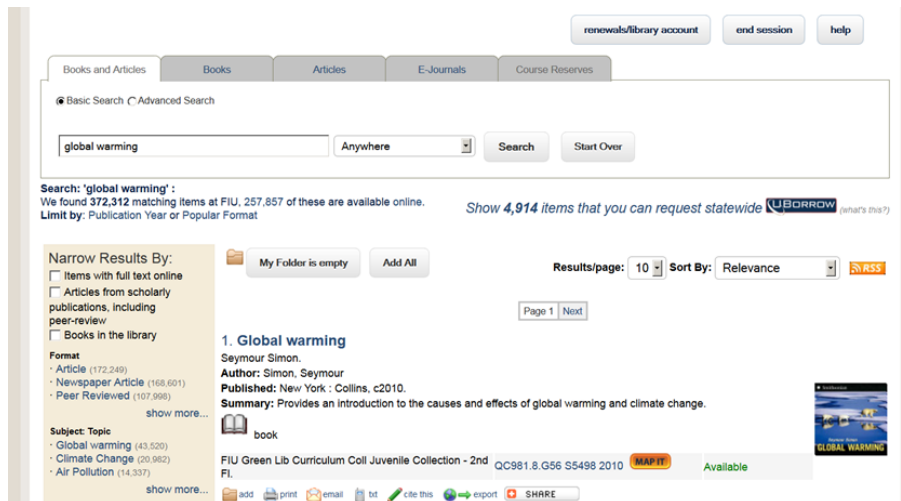 renewals/library account end session help
Books and Articles Books Articles E-Journals Course Reserves
Basic Search Advanced Search
global warming Anywhere Search Start Over
Search: 'global warming' :
We found 372,312 matching items at FIU, 257,857 of these are available online.
Limit by: Publication Year or Popular Format
Show 4,914 items that you can request statewide UBORROW (what's this?)
Narrow Results By:
Items with full text online
Articles from scholarly
publications, including
peer-review
Books in the library
Format
· Article (172,249)
· Newspaper Article (168,601)
· Peer Reviewed (107,998)
show more...
Subject: Topic
· Global warming (43,520)
· Climate Change (20,982)
· Air Pollution (14,337)
show more...
My Folder is empty Add All
Results/page: 10 Sort By: Relevance RSS
Page 1 Next
1. Global warming
Seymour Simon.
Author: Simon, Seymour
Published: New York : Collins, c2010.
Summary: Provides an introduction to the causes and effects of global warming and climate change.
book
FIU Green Lib Curriculum Coll Juvenile Collection - 2nd
Fl.
QC981.8.G56 S5498 2010 MAP IT Available
add print email txt cite this export SHARE
Smithsonian
Seymour Simon
GLOBAL WARMING